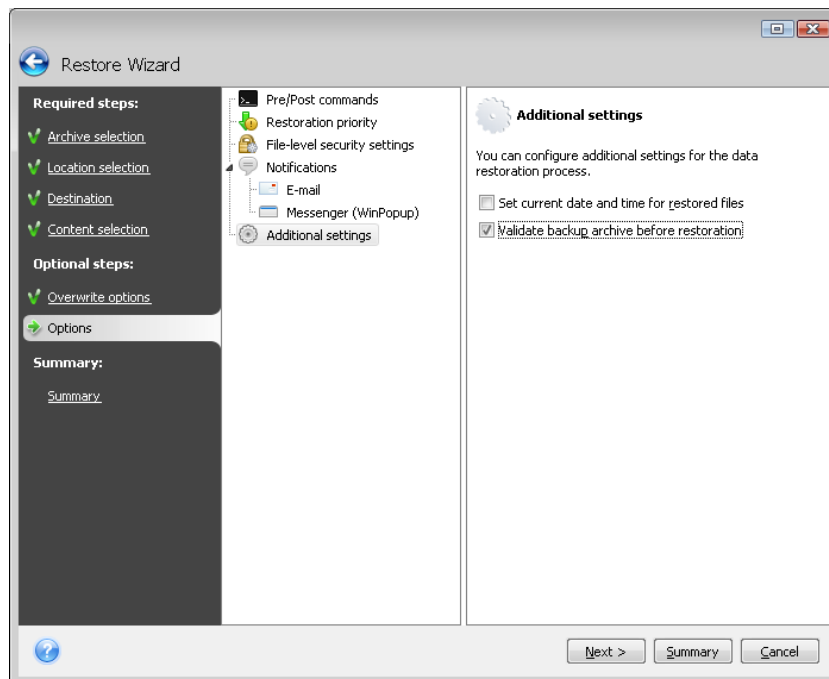 Restore Wizard
Required steps:
Archive selection
Location selection
Destination
Content selection
Optional steps:
Overwrite options
Options
Summary:
Summary
Pre/Post commands
Restoration priority
File-level security settings
Notifications
E-mail
Messenger (WinPopup)
Additional settings
Additional settings
You can configure additional settings for the data
restoration process.
Set current date and time for restored files
Validate backup archive before restoration
Next >
Summary
Cancel